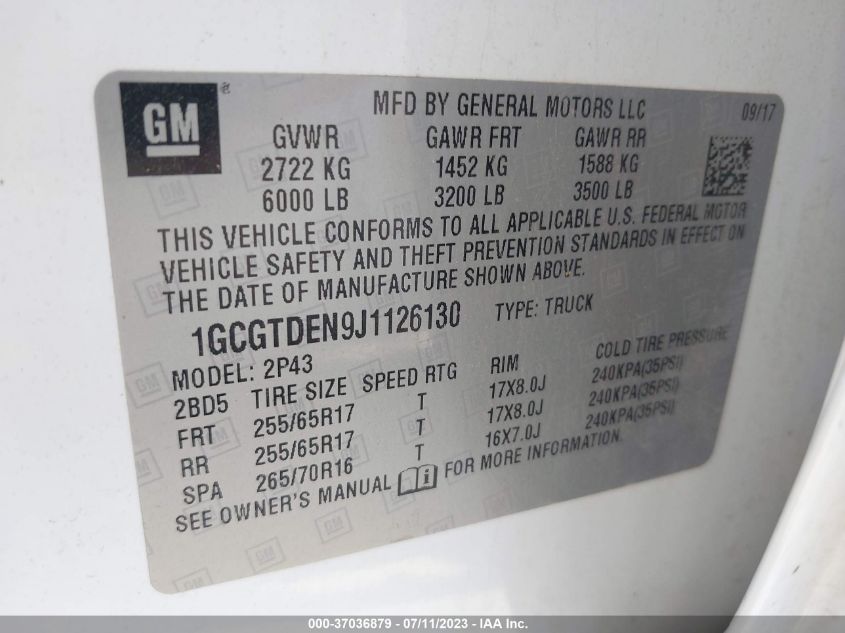 GM
MFD BY GENERAL MOTORS LLC 09/17
GVWR GAWR FRT GAWR RR
2722 KG 1452 KG 1588 KG
6000 LB 3200 LB 3500 LB
THIS VEHICLE CONFORMS TO ALL APPLICABLE U.S. FEDERAL MOTOR
VEHICLE SAFETY AND THEFT PREVENTION STANDARDS IN EFFECT ON
THE DATE OF MANUFACTURE SHOWN ABOVE.
1GCGTDEN9J1126130 TYPE: TRUCK
MODEL: 2P43
2BD5 TIRE SIZE SPEED RTG RIM COLD TIRE PRESSURE
FRT 255/65R17 T 17X8.0J 240KPA(35PSI)
RR 255/65R17 T 17X8.0J 240KPA(35PSI)
SPA 265/70R16 T 16X7.0J 240KPA(35PSI)
SEE OWNER'S MANUAL FOR MORE INFORMATION.
000-37036879 - 07/11/2023 - IAA Inc.